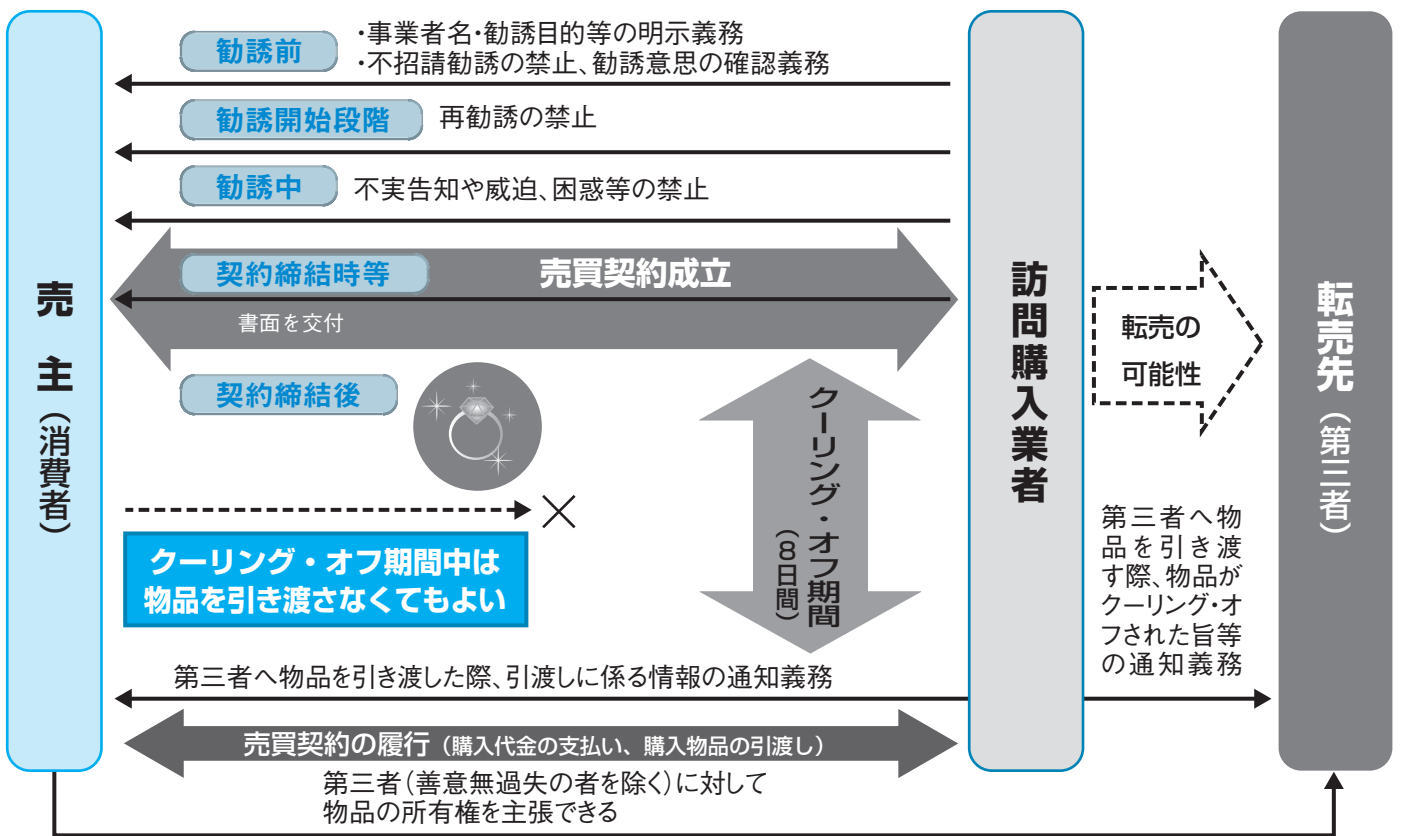 売主(消費者)
勧誘前
・事業者名・勧誘目的等の明示義務
・不招請勧誘の禁止、勧誘意思の確認義務
勧誘開始段階
再勧誘の禁止
勧誘中
不実告知や威迫、困惑等の禁止
契約締結時等
売買契約成立
書面を交付
契約締結後
クーリング・オフ期間中は
物品を引き渡さなくてもよい
クーリング・オフ期間
(8日間)
訪問購入業者
転売の
可能性
転売先(第三者)
第三者へ物
品を引き渡
す際、物品が
クーリング・オ
フされた旨等
の通知義務
第三者へ物品を引き渡した際、引渡しに係る情報の通知義務
売買契約の履行(購入代金の支払い、購入物品の引渡し)
第三者(善意無過失の者を除く)に対して
物品の所有権を主張できる